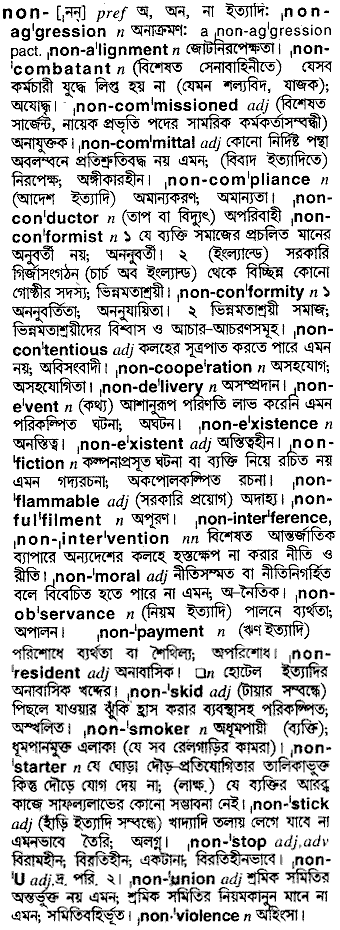 non- [ˌনন্] pref অ, অন, না ইত্যাদি: ˌnon-
agˈgression n অনাক্রমণ: a ˌnon-agˈgression
pact. ˌnon-aˈlignment n জোটনিরপেক্ষতা। ˌnon-
ˈcombatant n (বিশেষত সেনাবাহিনীতে) যেসব
কর্মচারী যুদ্ধে লিপ্ত হয় না (যেমন শল্যবিদ, যাজক);
অযোদ্ধা। ˌnon-comˈmissioned adj (বিশেষত
সার্জেন্ট, নায়েক প্রভৃতি পদের সামরিক কর্মকর্তাসম্বন্ধী)
অনাযুক্তক। ˌnon-comˈmittal adj কোনো নির্দিষ্ট পন্থা
অবলম্বনে প্রতিশ্রুতিবদ্ধ নয় এমন; (বিবাদ ইত্যাদিতে)
নিরপেক্ষ; অঙ্গীকারহীন। ˌnon-comˈpliance n
(আদেশ ইত্যাদি) অমান্যকরণ; অমান্যতা। ˌnon-
conˈductor n (তাপ বা বিদ্যুৎ) অপরিবাহী ˌnon-
conˈformist n ১ যে ব্যক্তি সমাজের প্রচলিত মানের
অনুবর্তী নয়; অননুবর্তী। ২ (ইংল্যান্ডে) সরকারি
গির্জাসংগঠন (চার্চ অব ইংল্যান্ড) থেকে বিচ্ছিন্ন কোনো
গোষ্ঠীর সদস্য; ভিন্নমতাশ্রয়ী। ˌnon-conˈformity n ১
অননুবর্তিতা; অননুযায়িতা। ২ ভিন্নমতাশ্রয়ী সমাজ;
ভিন্নমতাশ্রয়ীদের বিশ্বাস ও আচার-আচরণসমূহ। ˌnon-
conˈtentious adj কলহের সূত্রপাত করতে পারে এমন
নয়; অবিসংবাদী। ˌnon-coopeˈration n অসহযোগ;
অসহযোগিতা। ˌnon-deˈlivery n অসম্প্রদান। ˌnon-
eˈvent n (কথ্য) আশানুরূপ পরিণতি লাভ করেনি এমন
পরিকল্পিত ঘটনা; অঘটন। ˌnon-eˈxistence n
অনস্তিত্ব। ˌnon-eˈxistent adj অস্তিত্বহীন। ˌnon-
ˈfiction n কল্পনাপ্রসূত ঘটনা বা ব্যক্তি নিয়ে রচিত নয়
এমন গদ্যরচনা; অকপোলকল্পিত রচনা। ˌnon-
ˈflammable adj (সরকারি প্রয়োগ) অদাহ্য। ˌnon-
fulˈfilment n অপূরণ। ˌnon-interˈference,
ˌnon-ˌinterˈvention nn বিশেষত আন্তর্জাতিক
ব্যাপারে অন্যদেশের কলহে হস্তক্ষেপ না করার নীতি ও
রীতি। ˌnon-ˈmoral adj নীতিসম্মত বা নীতিনিগর্হিত
বলে বিবেচিত হতে পারে না এমন; অ-নৈতিক। ˌnon-
obˈservance n (নিয়ম ইত্যাদি) পালনে ব্যর্থতা;
অপালন। ˌnon-ˈpayment n (ঋণ ইত্যাদি)
পরিশোধে ব্যর্থতা বা শৈথিল্য; অপরিশোধ। ˌnon-
ˈresident adj অনাবাসিক। □n হোটেল ইত্যাদির
অনাবাসিক খদ্দের। ˌnon-ˈskid adj (টায়ার সম্বন্ধে)
পিছলে যাওয়ার ঝুঁকি হ্রাস করার ব্যবস্থাসহ পরিকল্পিত;
অস্খলিত। ˌnon-ˈsmoker n অধূমপায়ী (ব্যক্তি);
ধূমপানমুক্ত এলাকা (যে সব রেলগাড়ির কামরা)। ˌnon-
ˈstarter n যে ঘোড়া দৌড়-প্রতিযোগিতার তালিকাভুক্ত
কিন্তু দৌড়ে যোগ দেয় না; (লাক্ষ.) যে ব্যক্তির আরব্ধ
কাজে সাফল্যলাভের কোনো সম্ভাবনা নেই। ˌnon-ˈstick
adj (হাঁড়ি ইত্যাদি সম্বন্ধে) খাদ্যাদি তলায় লেগে যাবে না
এমনভাবে তৈরি; অলগ্ন। ˌnon-ˈstop adj,adv
বিরামহীন; বিরতিহীন; একটানা; বিরতিহীনভাবে। ˌnon-
ˈU adj.দ্র. পরি. ২। ˌnon-ˈunion adj শ্রমিক সমিতির
অন্তর্ভুক্ত নয় এমন; শ্রমিক সমিতির নিয়মকানুন মানে না
এমন; সমিতিবহির্ভূত। ˌnon-ˈviolence n অহিংসা।